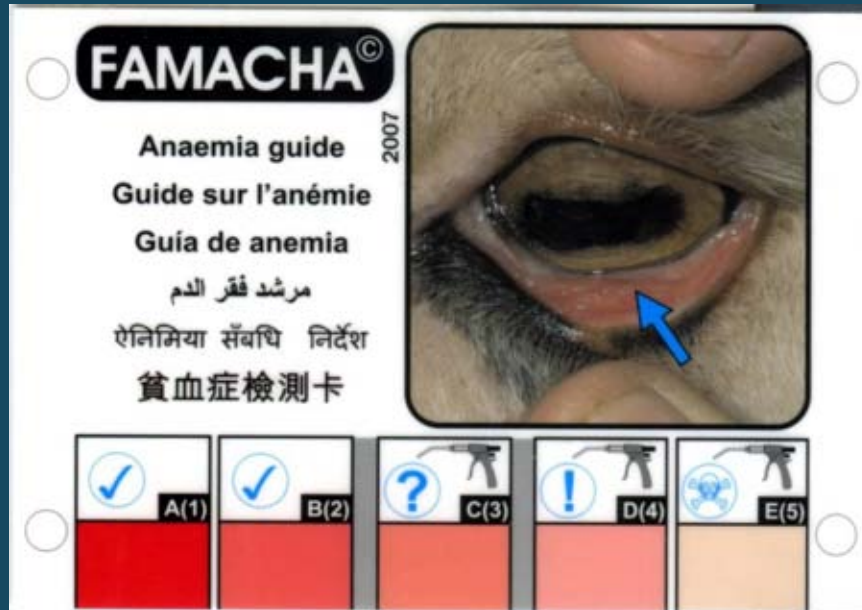 FAMACHA©
2007
Anaemia guide
Guide sur l'anémie
Guía de anemia
مرشد فقر الدم
ऐनिमिया सँबधि निर्देश
貧血症檢測卡
A(1)
B(2)
?
C(3)
!
D(4)
E(5)